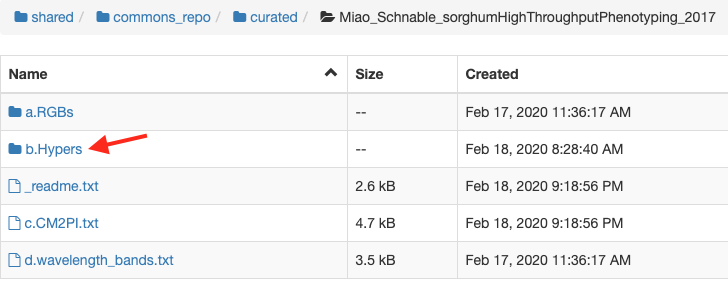 shared / commons_repo / curated / Miao_Schnable_sorghumHighThroughputPhenotyping_2017
Name Size Created
a.RGBs -- Feb 17, 2020 11:36:17 AM
b.Hypers -- Feb 18, 2020 8:28:40 AM
_readme.txt 2.6 kB Feb 18, 2020 9:18:56 PM
c.CM2PI.txt 4.7 kB Feb 18, 2020 9:18:56 PM
d.wavelength_bands.txt 3.5 kB Feb 17, 2020 11:36:17 AM